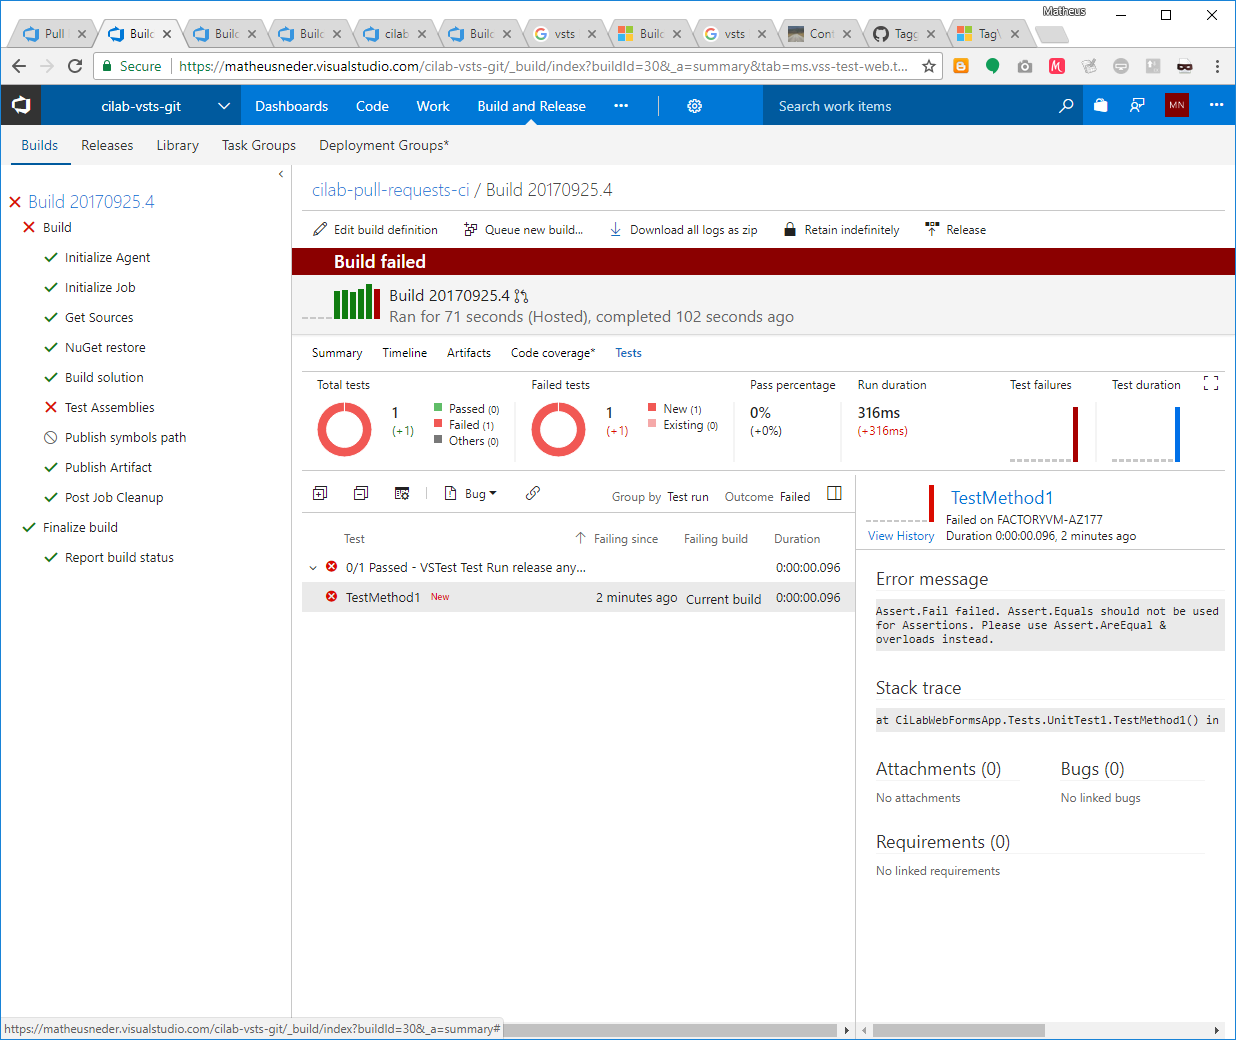 Matheus
Pull
Builc
Builc
Builc
cilab
Builc
vsts
Builc
vsts
Cont
Tagg
Tag\
Secure
https://matheusneder.visualstudio.com/cilab-vsts-git/_build/index?buildId=30&_a=summary&tab=ms.vss-test-web.t...
cilab-vsts-git
Dashboards
Code
Work
Build and Release
Search work items
MN
Builds
Releases
Library
Task Groups
Deployment Groups*
Build 20170925.4
Build
Initialize Agent
Initialize Job
Get Sources
NuGet restore
Build solution
Test Assemblies
Publish symbols path
Publish Artifact
Post Job Cleanup
Finalize build
Report build status
cilab-pull-requests-ci / Build 20170925.4
Edit build definition
Queue new build...
Download all logs as zip
Retain indefinitely
Release
Build failed
Build 20170925.4
Ran for 71 seconds (Hosted), completed 102 seconds ago
Summary
Timeline
Artifacts
Code coverage*
Tests
Total tests
1
(+1)
Passed (0)
Failed (1)
Others (0)
Failed tests
1
(+1)
New (1)
Existing (0)
Pass percentage
0%
(+0%)
Run duration
316ms
(+316ms)
Test failures
Test duration
Bug
Group by Test run
Outcome Failed
Test
Failing since
Failing build
Duration
0/1 Passed - VSTest Test Run release any...
0:00:00.096
TestMethod1 New
2 minutes ago
Current build
0:00:00.096
TestMethod1
Failed on FACTORYVM-AZ177
View History
Duration 0:00:00.096, 2 minutes ago
Error message
Assert.Fail failed. Assert.Equals should not be used
for Assertions. Please use Assert.AreEqual &
overloads instead.
Stack trace
at CiLabWebFormsApp.Tests.UnitTest1.TestMethod1() in
Attachments (0)
No attachments
Bugs (0)
No linked bugs
Requirements (0)
No linked requirements
https://matheusneder.visualstudio.com/cilab-vsts-git/_build/index?buildId=30&_a=summary#